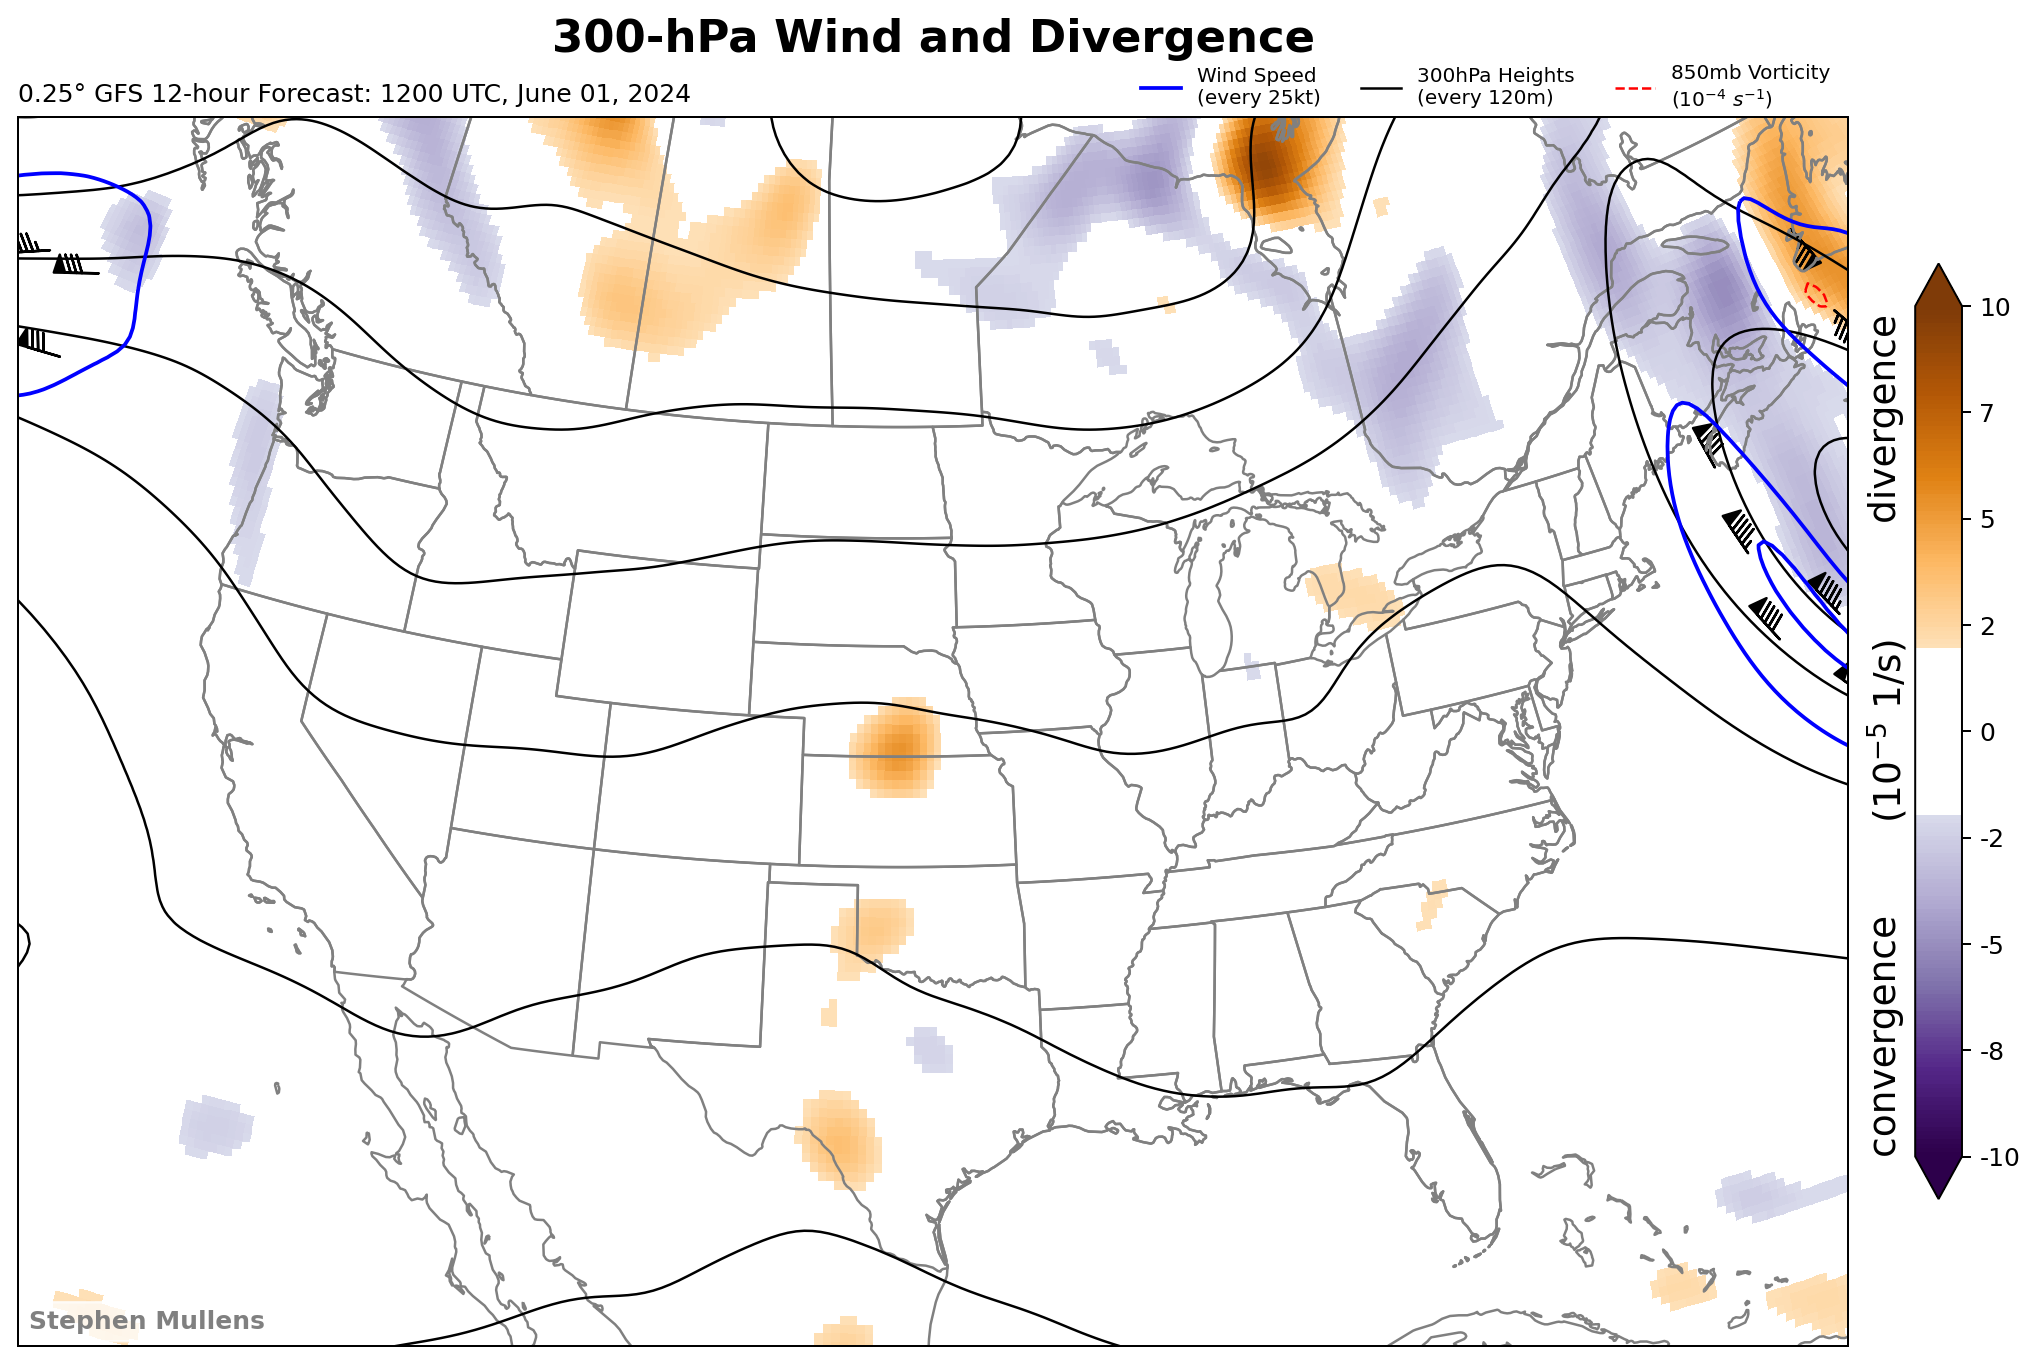 300-hPa Wind and Divergence
0.25° GFS 12-hour Forecast: 1200 UTC, June 01, 2024
Wind Speed
(every 25kt)
300hPa Heights
(every 120m)
850mb Vorticity
(10⁻⁴ s⁻¹)
10
7
5
2
0
-2
-5
-8
-10
convergence (10⁻⁵ 1/s) divergence
Stephen Mullens